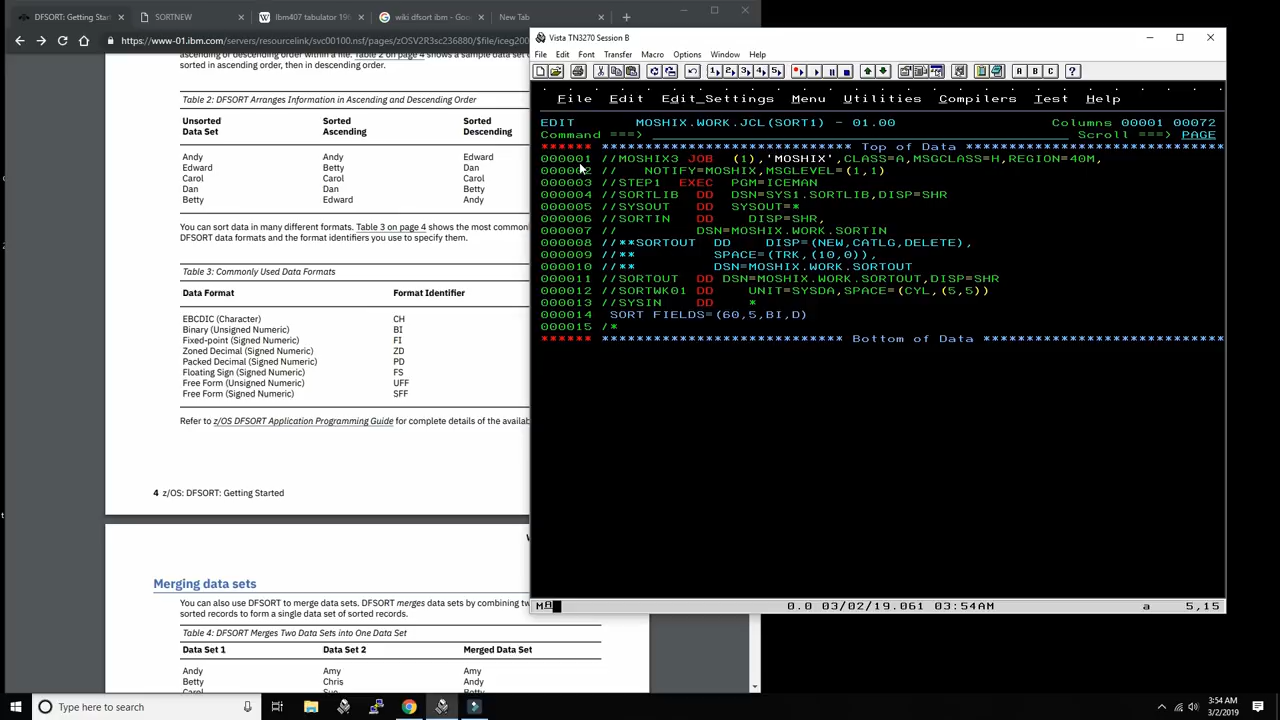 z/OS: DFSORT: Getting Start
SORTNEW
Ibm407 tabulator 19
wiki dfsort ibm - Goo
New Tab
https://www-01.ibm.com/servers/resourcelink/svc00100.nsf/pages/zOSV2R3sc236880/$file/iceg200
ascending or descending order within a file. Table 2 on page 4 shows a sample data set
sorted in ascending order, then in descending order.
Table 2: DFSORT Arranges Information in Ascending and Descending Order
Unsorted Sorted Sorted
Data Set Ascending Descending
Andy Andy Edward
Edward Betty Dan
Carol Carol Carol
Dan Dan Betty
Betty Edward Andy
You can sort data in many different formats. Table 3 on page 4 shows the most commo
DFSORT data formats and the format identifiers you use to specify them.
Table 3: Commonly Used Data Formats
Data Format Format Identifier
EBCDIC (Character) CH
Binary (Unsigned Numeric) BI
Fixed-point (Signed Numeric) FI
Zoned Decimal (Signed Numeric) ZD
Packed Decimal (Signed Numeric) PD
Floating Sign (Signed Numeric) FS
Free Form (Unsigned Numeric) UFF
Free Form (Signed Numeric) SFF
Refer to z/OS DFSORT Application Programming Guide for complete details of the availab
4 z/OS: DFSORT: Getting Started
Merging data sets
You can also use DFSORT to merge data sets. DFSORT merges data sets by combining tw
sorted records to form a single data set of sorted records.
Table 4: DFSORT Merges Two Data Sets into One Data Set
Data Set 1 Data Set 2 Merged Data Set
Andy Amy Amy
Betty Chris Andy
Carol Sue Betty
Vista TN3270 Session B
File Edit Font Transfer Macro Options Window Help
File Edit Edit_Settings Menu Utilities Compilers Test Help
EDIT MOSHIX.WORK.JCL(SORT1) - 01.00 Columns 00001 00072
Command ===> Scroll ===> PAGE
****** **************************** Top of Data ****************************
000001 //MOSHIX3 JOB (1),'MOSHIX',CLASS=A,MSGCLASS=H,REGION=40M,
000002 // NOTIFY=MOSHIX,MSGLEVEL=(1,1)
000003 //STEP1 EXEC PGM=ICEMAN
000004 //SORTLIB DD DSN=SYS1.SORTLIB,DISP=SHR
000005 //SYSOUT DD SYSOUT=*
000006 //SORTIN DD DISP=SHR,
000007 // DSN=MOSHIX.WORK.SORTIN
000008 //**SORTOUT DD DISP=(NEW,CATLG,DELETE),
000009 //** SPACE=(TRK,(10,0)),
000010 //** DSN=MOSHIX.WORK.SORTOUT
000011 //SORTOUT DD DSN=MOSHIX.WORK.SORTOUT,DISP=SHR
000012 //SORTWK01 DD UNIT=SYSDA,SPACE=(CYL,(5,5))
000013 //SYSIN DD *
000014 SORT FIELDS=(60,5,BI,D)
000015 /*
****** *************************** Bottom of Data ***************************
MA 0.0 03/02/19.061 03:54AM a 5,15
Type here to search
3:54 AM
3/2/2019